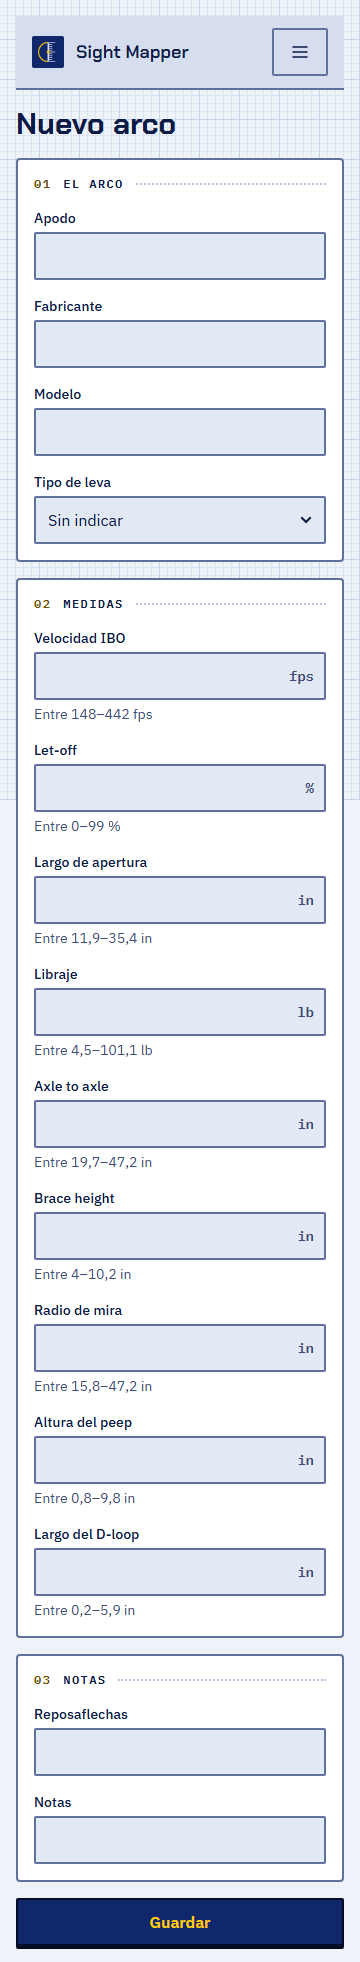 Sight Mapper
Nuevo arco
01 EL ARCO
Apodo
Fabricante
Modelo
Tipo de leva
Sin indicar
02 MEDIDAS
Velocidad IBO
fps
Entre 148–442 fps
Let-off
%
Entre 0–99 %
Largo de apertura
in
Entre 11,9–35,4 in
Libraje
lb
Entre 4,5–101,1 lb
Axle to axle
in
Entre 19,7–47,2 in
Brace height
in
Entre 4–10,2 in
Radio de mira
in
Entre 15,8–47,2 in
Altura del peep
in
Entre 0,8–9,8 in
Largo del D-loop
in
Entre 0,2–5,9 in
03 NOTAS
Reposaflechas
Notas
Guardar